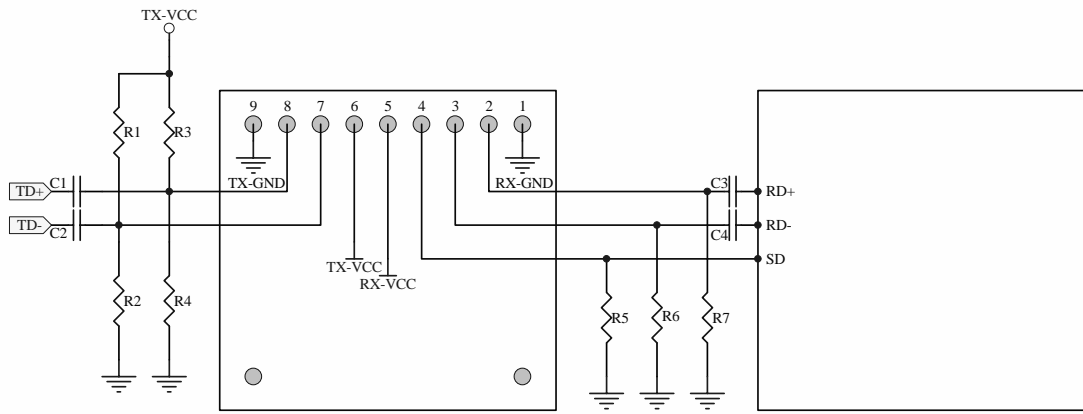 TX-VCC
9 8 7 6 5 4 3 2 1
R1 R3
TX-GND RX-GND
TD+ C1
TD- C2
C3 RD+
C4 RD-
TX-VCC
RX-VCC
SD
R2 R4
R5 R6 R7